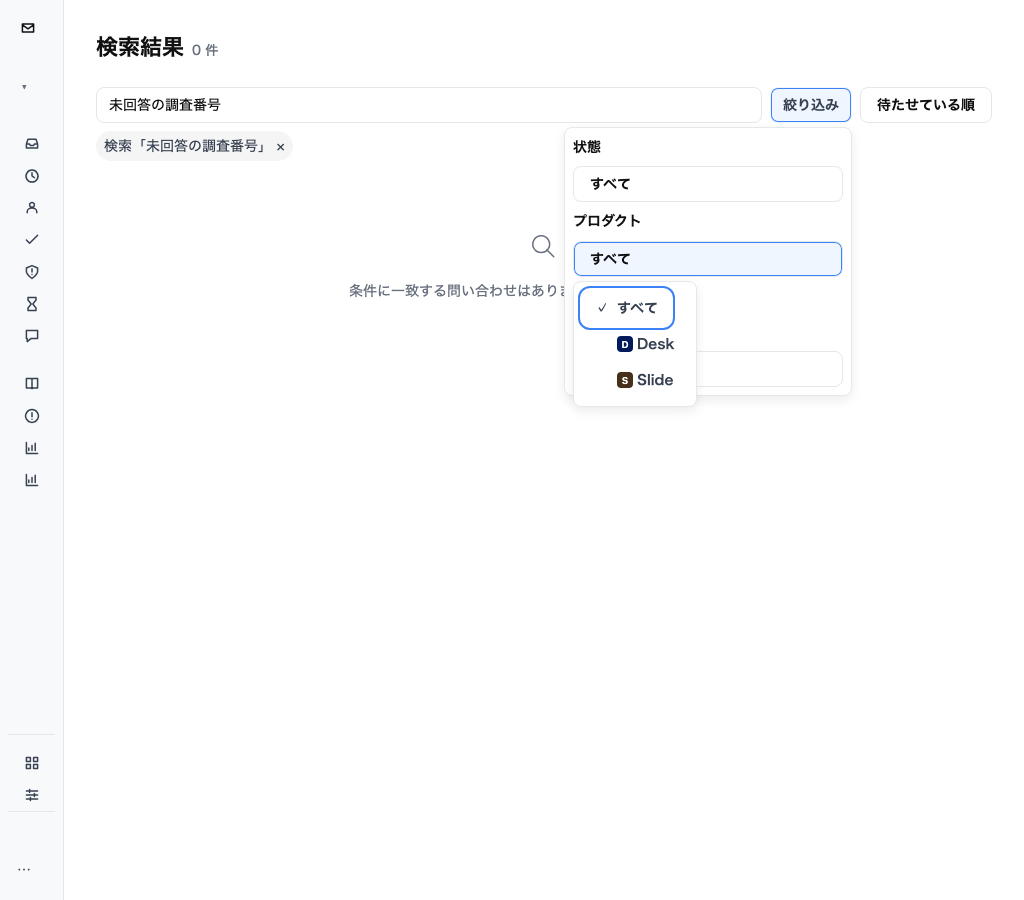 検索結果 0 件
未回答の調査番号
絞り込み
待たせている順
検索「未回答の調査番号」 ×
状態
すべて
プロダクト
すべて
条件に一致する問い合わせはありま
✓ すべて
D Desk
S Slide